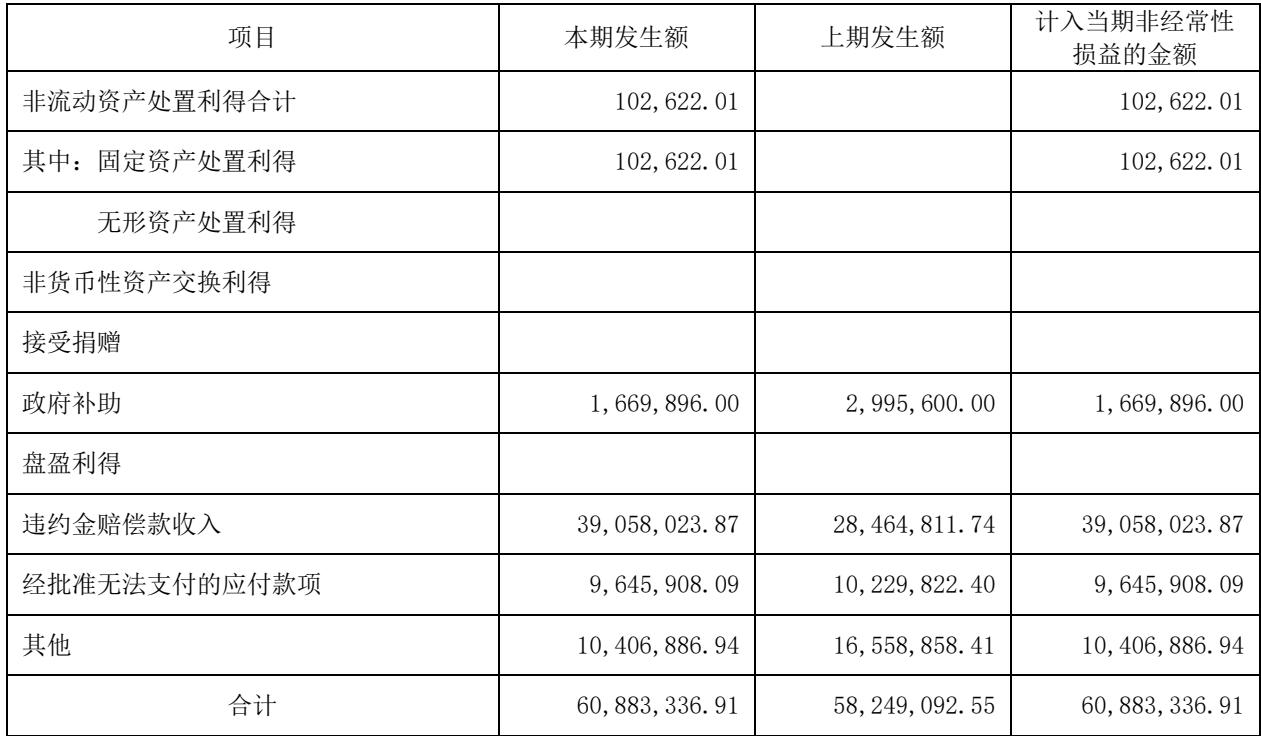 项目 本期发生额 上期发生额 计入当期非经常性
损益的金额
非流动资产处置利得合计 102,622.01 102,622.01
其中：固定资产处置利得 102,622.01 102,622.01
无形资产处置利得
非货币性资产交换利得
接受捐赠
政府补助 1,669,896.00 2,995,600.00 1,669,896.00
盘盈利得
违约金赔偿款收入 39,058,023.87 28,464,811.74 39,058,023.87
经批准无法支付的应付款项 9,645,908.09 10,229,822.40 9,645,908.09
其他 10,406,886.94 16,558,858.41 10,406,886.94
合计 60,883,336.91 58,249,092.55 60,883,336.91